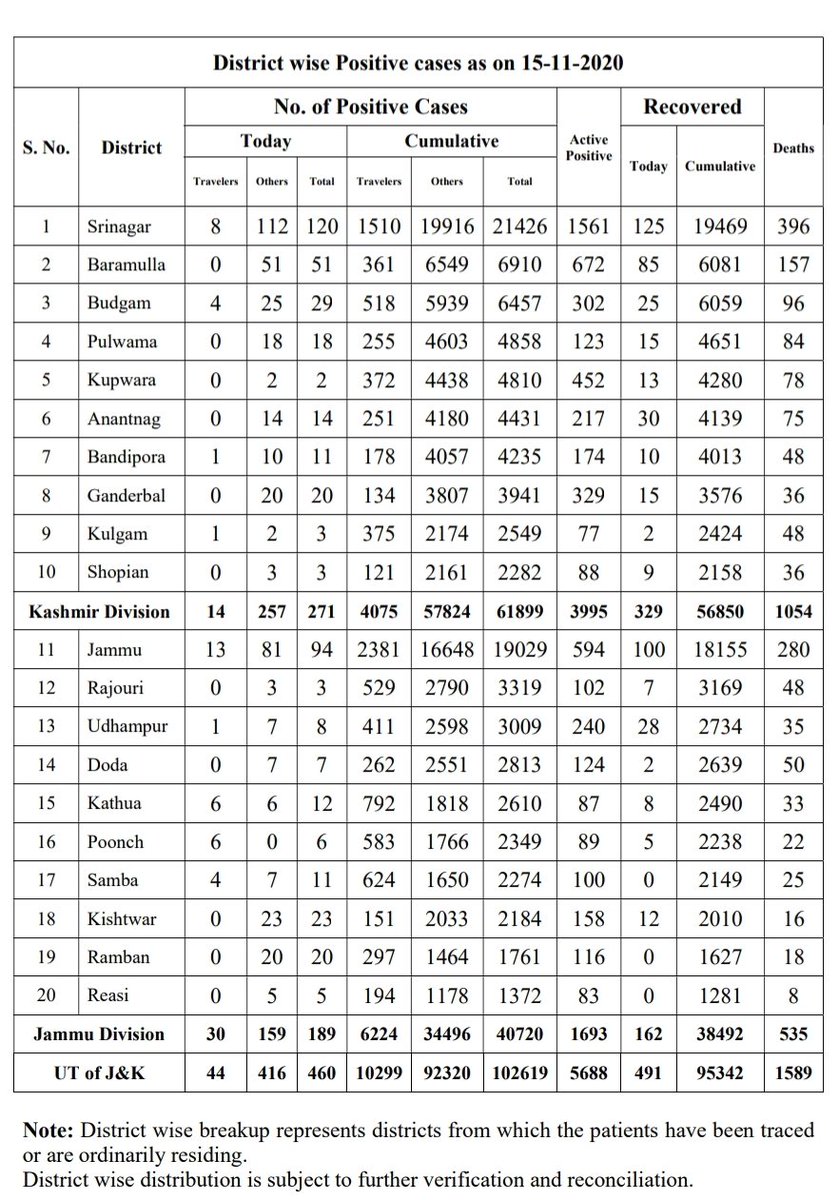 District wise Positive cases as on 15-11-2020
S. No. District No. of Positive Cases Active Positive Recovered Deaths
Today Cumulative Today Cumulative
Travelers Others Total Travelers Others Total
1 Srinagar 8 112 120 1510 19916 21426 1561 125 19469 396
2 Baramulla 0 51 51 361 6549 6910 672 85 6081 157
3 Budgam 4 25 29 518 5939 6457 302 25 6059 96
4 Pulwama 0 18 18 255 4603 4858 123 15 4651 84
5 Kupwara 0 2 2 372 4438 4810 452 13 4280 78
6 Anantnag 0 14 14 251 4180 4431 217 30 4139 75
7 Bandipora 1 10 11 178 4057 4235 174 10 4013 48
8 Ganderbal 0 20 20 134 3807 3941 329 15 3576 36
9 Kulgam 1 2 3 375 2174 2549 77 2 2424 48
10 Shopian 0 3 3 121 2161 2282 88 9 2158 36
Kashmir Division 14 257 271 4075 57824 61899 3995 329 56850 1054
11 Jammu 13 81 94 2381 16648 19029 594 100 18155 280
12 Rajouri 0 3 3 529 2790 3319 102 7 3169 48
13 Udhampur 1 7 8 411 2598 3009 240 28 2734 35
14 Doda 0 7 7 262 2551 2813 124 2 2639 50
15 Kathua 6 6 12 792 1818 2610 87 8 2490 33
16 Poonch 6 0 6 583 1766 2349 89 5 2238 22
17 Samba 4 7 11 624 1650 2274 100 0 2149 25
18 Kishtwar 0 23 23 151 2033 2184 158 12 2010 16
19 Ramban 0 20 20 297 1464 1761 116 0 1627 18
20 Reasi 0 5 5 194 1178 1372 83 0 1281 8
Jammu Division 30 159 189 6224 34496 40720 1693 162 38492 535
UT of J&K 44 416 460 10299 92320 102619 5688 491 95342 1589
Note: District wise breakup represents districts from which the patients have been traced
or are ordinarily residing.
District wise distribution is subject to further verification and reconciliation.